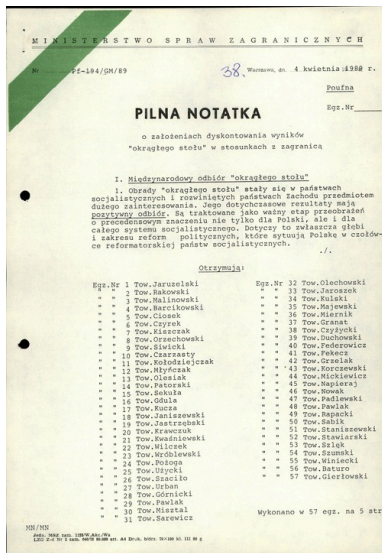 MINISTERSTWO SPRAW ZAGRANICZNYCH
Nr Pf-104/GM/89
38.
Warszawa, dn. 4 kwietnia 1989 r.
Poufna
Egz.Nr
PILNA NOTATKA
o założeniach dyskontowania wyników
"okrągłego stołu" w stosunkach z zagranicą
I. Międzynarodowy odbiór "okrągłego stołu"
1. Obrady "okrągłego stołu" stały się w państwach
socjalistycznych i rozwiniętych państwach Zachodu przedmiotem
dużego zainteresowania. Jego dotychczasowe rezultaty mają
pozytywny odbiór. Są traktowane jako ważny etap przeobrażeń
o precedensowym znaczeniu nie tylko dla Polski, ale i dla
całego systemu socjalistycznego. Dotyczy to zwłaszcza głębi
i zakresu reform politycznych, które sytuują Polskę w czołów-
ce reformatorskiej państw socjalistycznych.
./.
Otrzymują:
Egz.Nr 1 Tow.Jaruzelski
" " 2 Tow.Rakowski
" " 3 Tow.Malinowski
" " 4 Tow.Barcikowski
" " 5 Tow.Ciosek
" " 6 Tow.Czyrek
" " 7 Tow.Kiszczak
" " 8 Tow.Orzechowski
" " 9 Tow.Siwicki
" " 10 Tow.Czarzasty
" " 11 Tow.Kołodziejczak
" " 12 Tow.Młyńczak
" " 13 Tow.Olesiak
" " 14 Tow.Patorski
" " 15 Tow.Sekuła
" " 16 Tow.Gdula
" " 17 Tow.Kucza
" " 18 Tow.Janiszewski
" " 19 Tow.Jastrzębski
" " 20 Tow.Krawczuk
" " 21 Tow.Kwaśniewski
" " 22 Tow.Wilczek
" " 23 Tow.Wróblewski
" " 24 Tow.Pożoga
" " 25 Tow.Użycki
" " 26 Tow.Szaciło
" " 27 Tow.Urban
" " 28 Tow.Górnicki
" " 29 Tow.Pawlak
" " 30 Tow.Misztal
" " 31 Tow.Sarewicz
Egz.Nr 32 Tow.Olechowski
" " 33 Tow.Jaroszek
" " 34 Tow.Kulski
" " 35 Tow.Majewski
" " 36 Tow.Miernik
" " 37 Tow.Granat
" " 38 Tow.Czyżycki
" " 39 Tow.Duchowski
" " 40 Tow.Federowicz
" " 41 Tow.Pekecz
" " 42 Tow.Grzelak
" " 43 Tow.Korczewski
" " 44 Tow.Mickiewicz
" " 45 Tow.Napieraj
" " 46 Tow.Nowak
" " 47 Tow.Padlewski
" " 48 Tow.Pawlak
" " 49 Tow.Rapacki
" " 50 Tow.Sabik
" " 51 Tow.Staniszewski
" " 52 Tow.Stawiarski
" " 53 Tow.Szlęk
" " 54 Tow.Szumski
" " 55 Tow.Winiecki
" " 56 Tow.Baturo
" " 57 Tow.Gierłowski
Wykonano w 57 egz. na 5 str
MN/MN